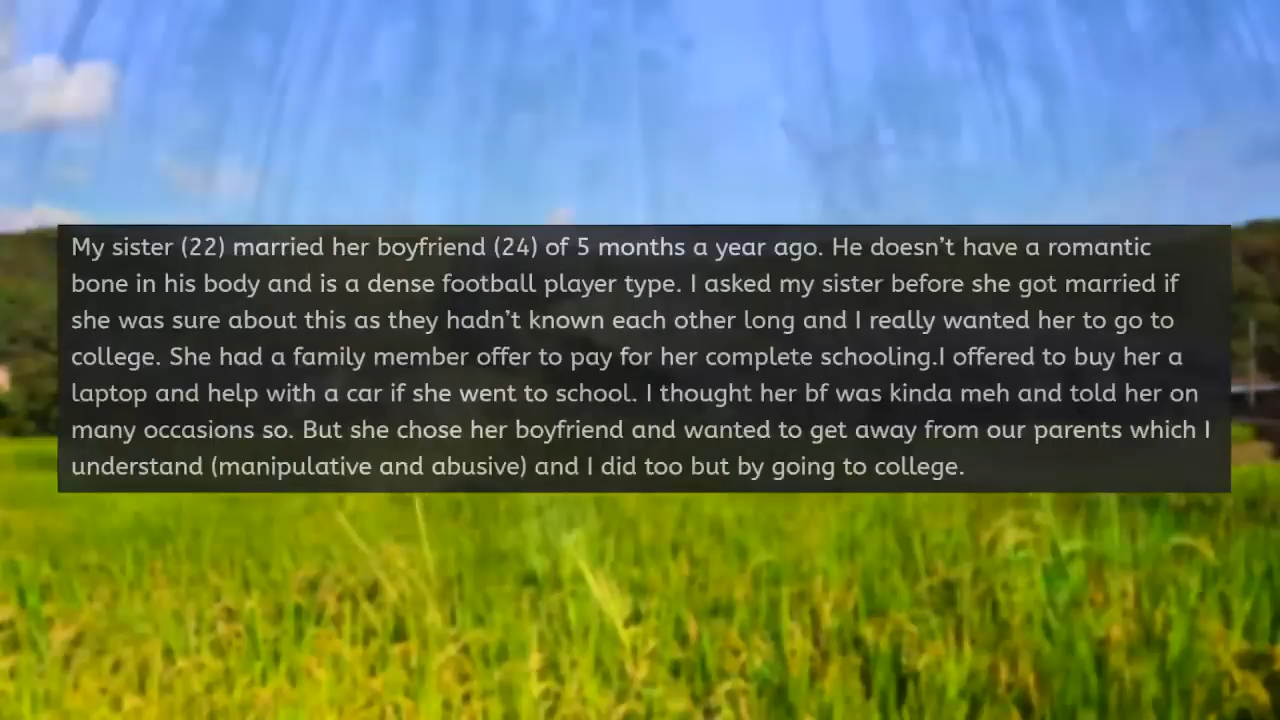 My sister (22) married her boyfriend (24) of 5 months a year ago. He doesn't have a romantic
bone in his body and is a dense football player type. I asked my sister before she got married if
she was sure about this as they hadn't known each other long and I really wanted her to go to
college. She had a family member offer to pay for her complete schooling.I offered to buy her a
laptop and help with a car if she went to school. I thought her bf was kinda meh and told her on
many occasions so. But she chose her boyfriend and wanted to get away from our parents which I
understand (manipulative and abusive) and I did too but by going to college.